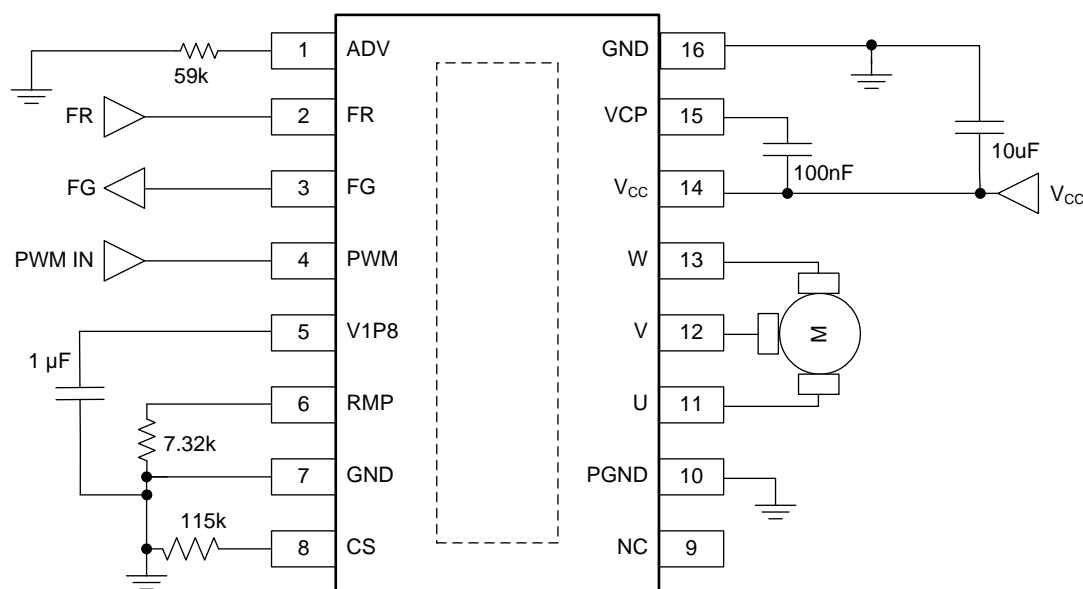 59k
1 ADV
FR 2 FR
FG 3 FG
PWM IN 4 PWM
1 µF 5 V1P8
6 RMP
7.32k
7 GND
115k
8 CS
GND 16
VCP 15
100nF
10uF
VCC 14
VCC
W 13
V 12
M
U 11
PGND 10
NC 9